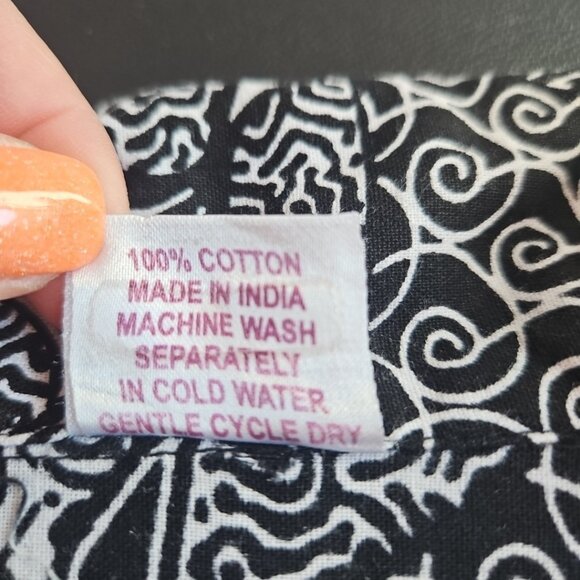 100% COTTON
MADE IN INDIA
MACHINE WASH
SEPARATELY
IN COLD WATER
GENTLE CYCLE DRY